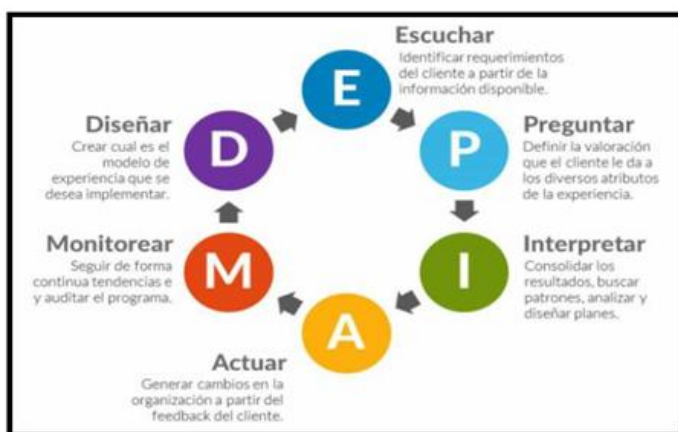 E
Escuchar
Identificar requerimientos
del cliente a partir de la
información disponible.
P
Preguntar
Definir la valoración
que el cliente le da a
los diversos atributos
de la experiencia.
I
Interpretar
Consolidar los
resultados, buscar
patrones, analizar y
diseñar planes.
A
Actuar
Generar cambios en la
organización a partir del
feedback del cliente.
M
Monitorear
Seguir de forma
continua tendencias e
y auditar el programa.
D
Diseñar
Crear cual es el
modelo de
experiencia que se
desea implementar.